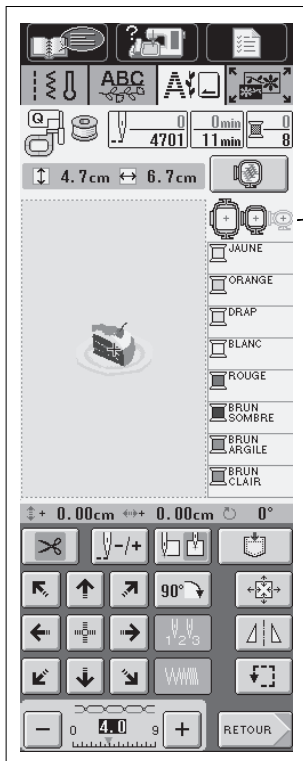 ABC
A
Q
0
4701
0min
11min
0
8
4.7cm 6.7cm
JAUNE
ORANGE
DRAP
BLANC
ROUGE
BRUN
SOMBRE
BRUN
ARGILE
BRUN
CLAIR
+ 0.00cm + 0.00cm 0°
-/+
90°
1 2 3
- 0 4.0 9 +
RETOUR